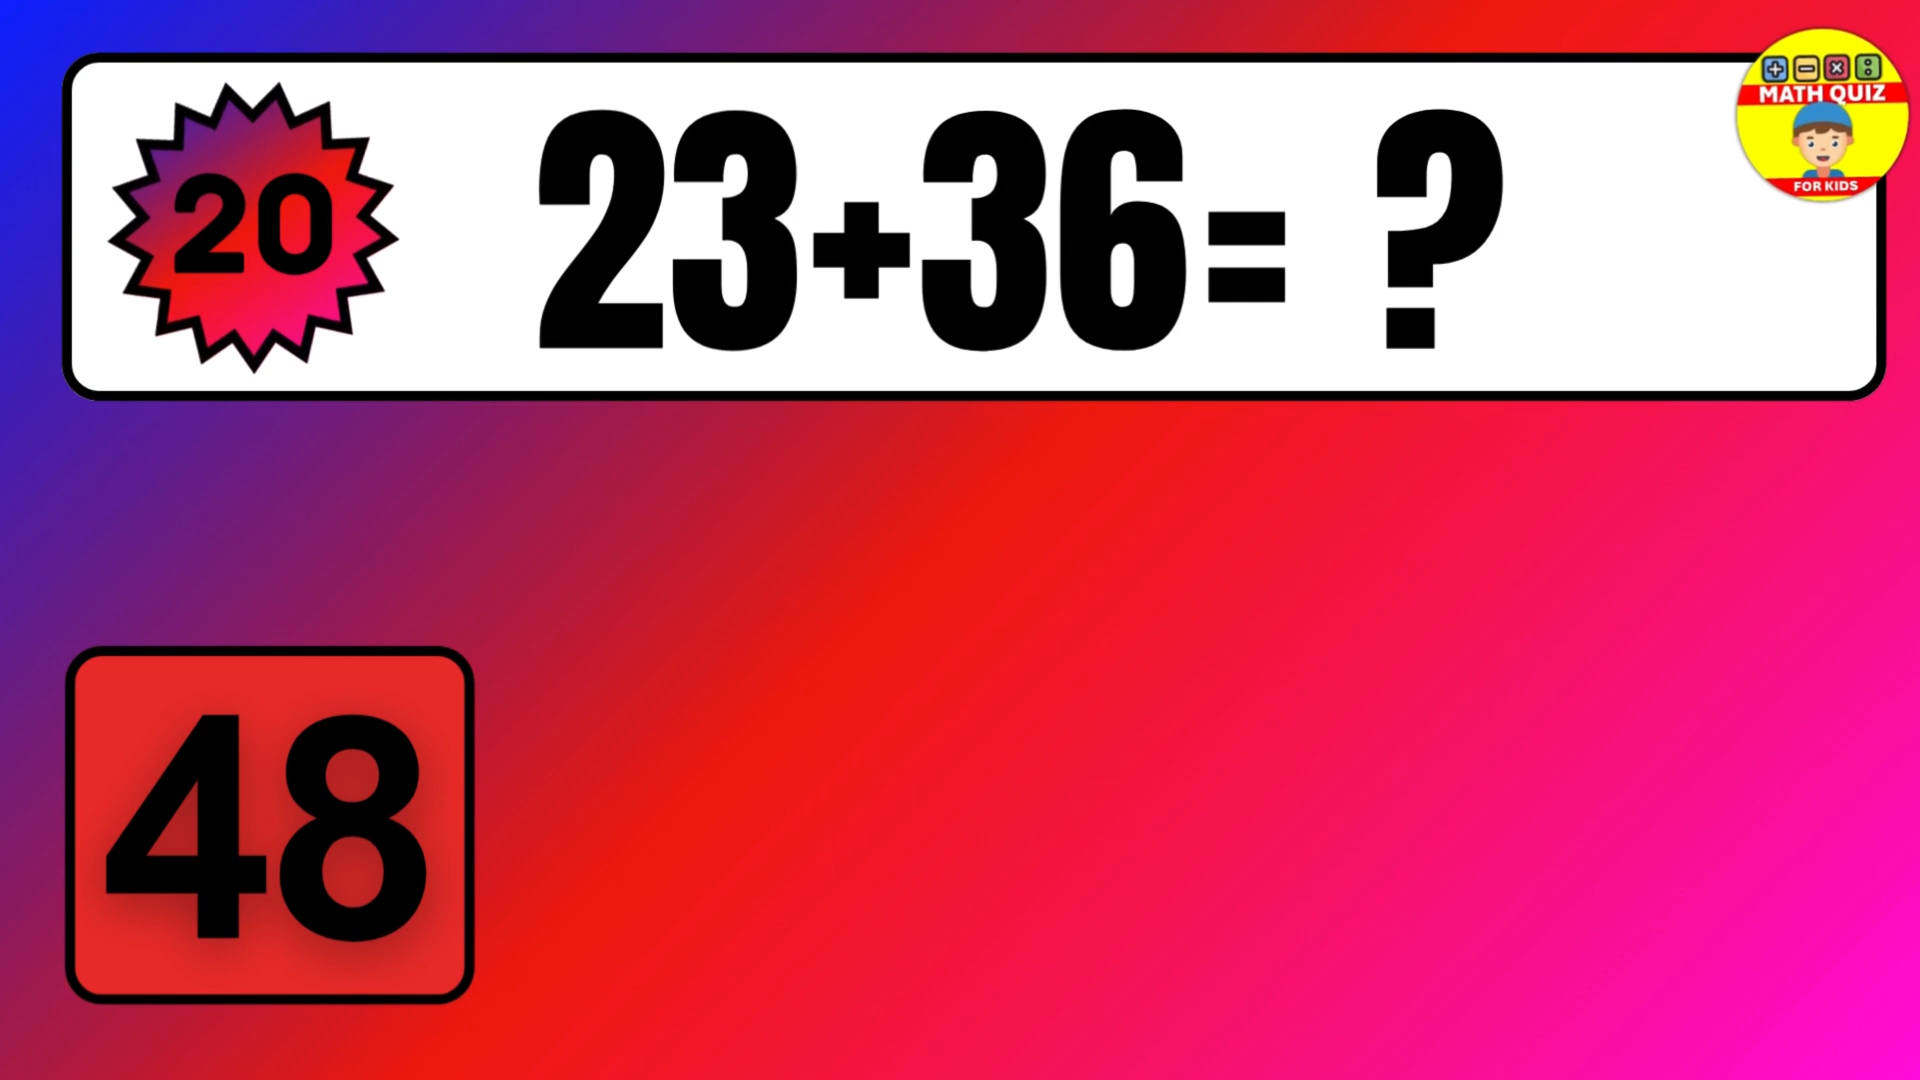 20
23+36= ?
+ − × ÷
MATH QUIZ
FOR KIDS
48